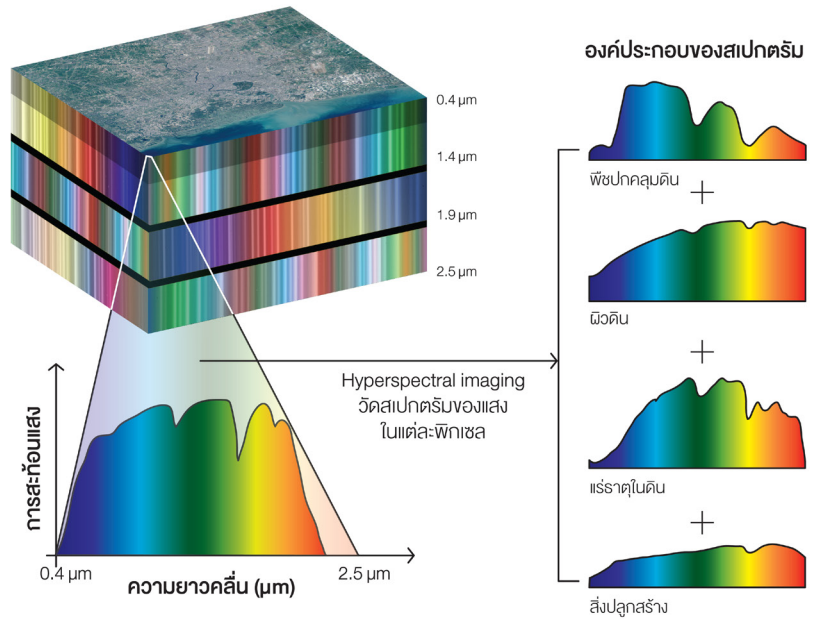 องค์ประกอบของสเปกตรัม
0.4 µm
1.4 µm
1.9 µm
2.5 µm
พืชปกคลุมดิน
+
ผิวดิน
+
แร่ธาตุในดิน
+
สิ่งปลูกสร้าง
Hyperspectral imaging
วัดสเปกตรัมของแสง
ในแต่ละพิกเซล
การสะท้อนแสง
0.4 µm
2.5 µm
ความยาวคลื่น (µm)